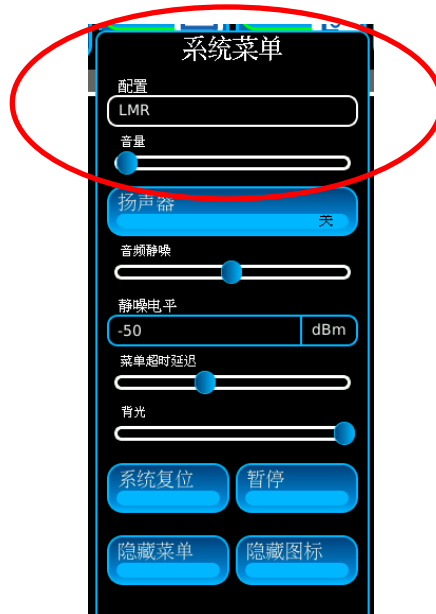 系统菜单
配置
LMR
音量
扬声器
关
音频静噪
静噪电平
-50 dBm
菜单超时延迟
背光
系统复位 暂停
隐藏菜单 隐藏图标